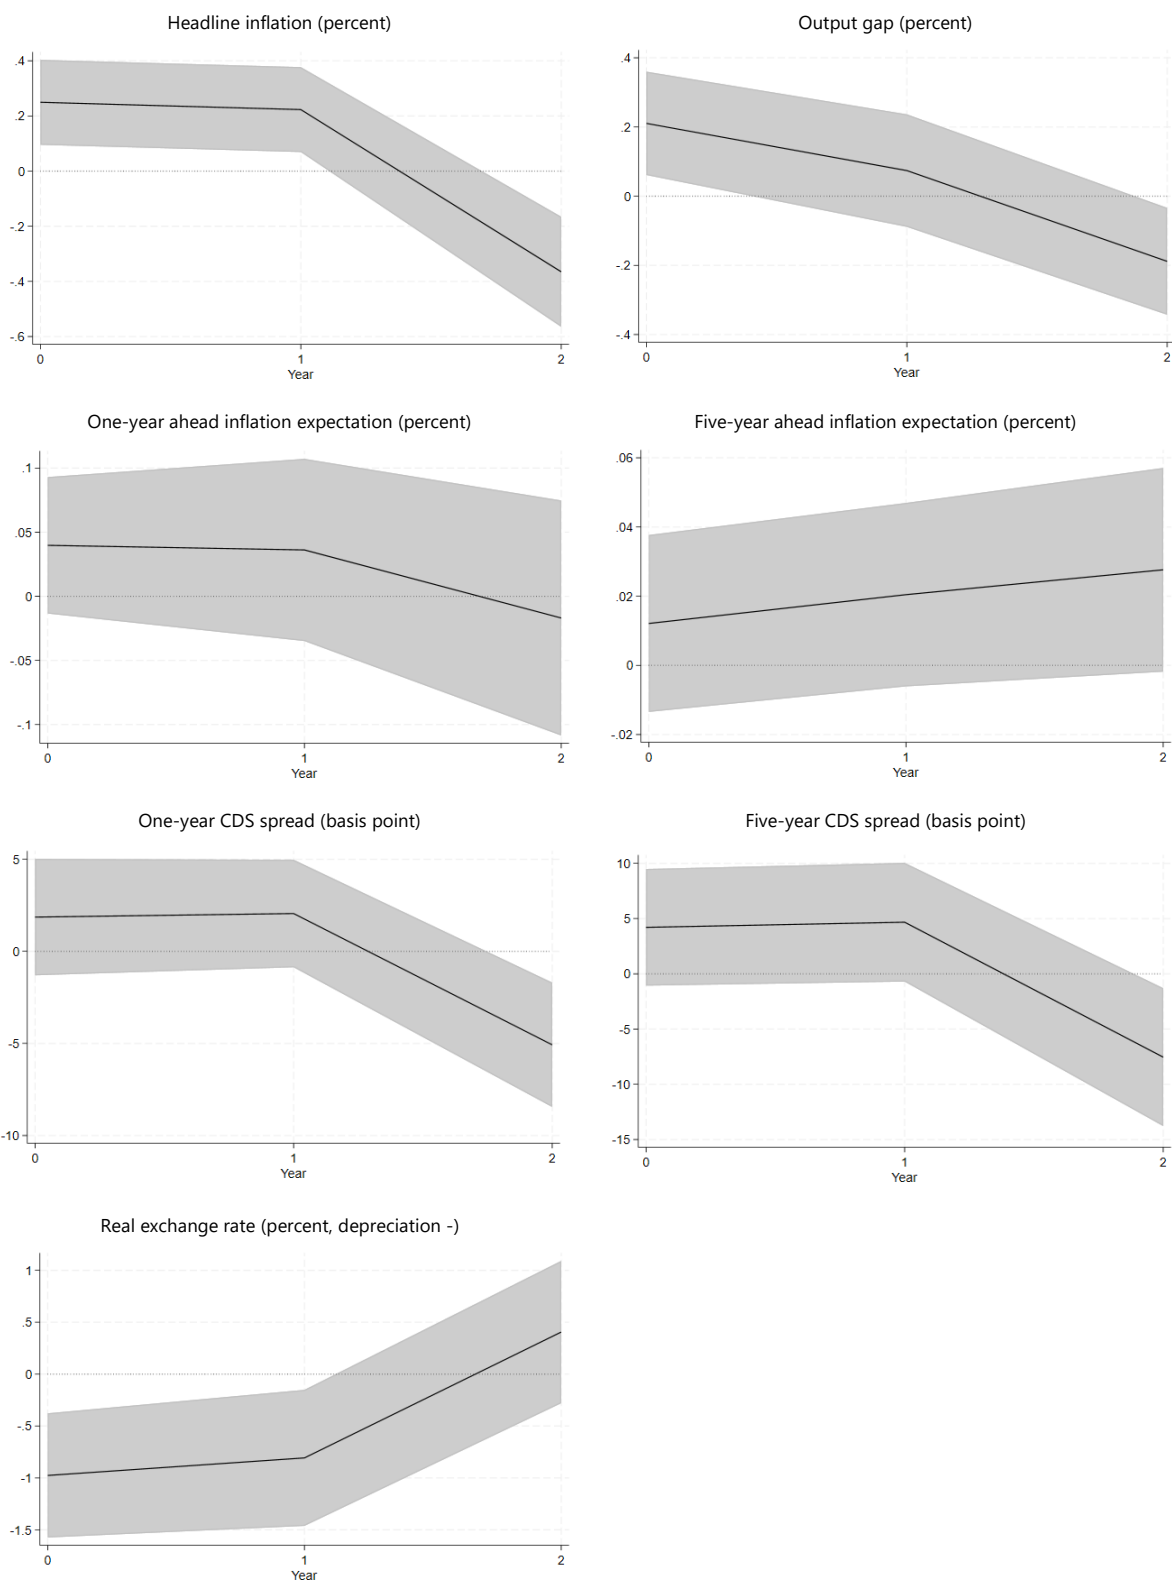 Headline inflation (percent)
.4
.2
0
-.2
-.4
-.6
0 1 2
Year
Output gap (percent)
.4
.2
0
-.2
-.4
0 1 2
Year
One-year ahead inflation expectation (percent)
.1
.05
0
-.05
-.1
0 1 2
Year
Five-year ahead inflation expectation (percent)
.06
.04
.02
0
-.02
0 1 2
Year
One-year CDS spread (basis point)
5
0
-5
-10
0 1 2
Year
Five-year CDS spread (basis point)
10
5
0
-5
-10
-15
0 1 2
Year
Real exchange rate (percent, depreciation -)
1
.5
0
-.5
-1
-1.5
0 1 2
Year